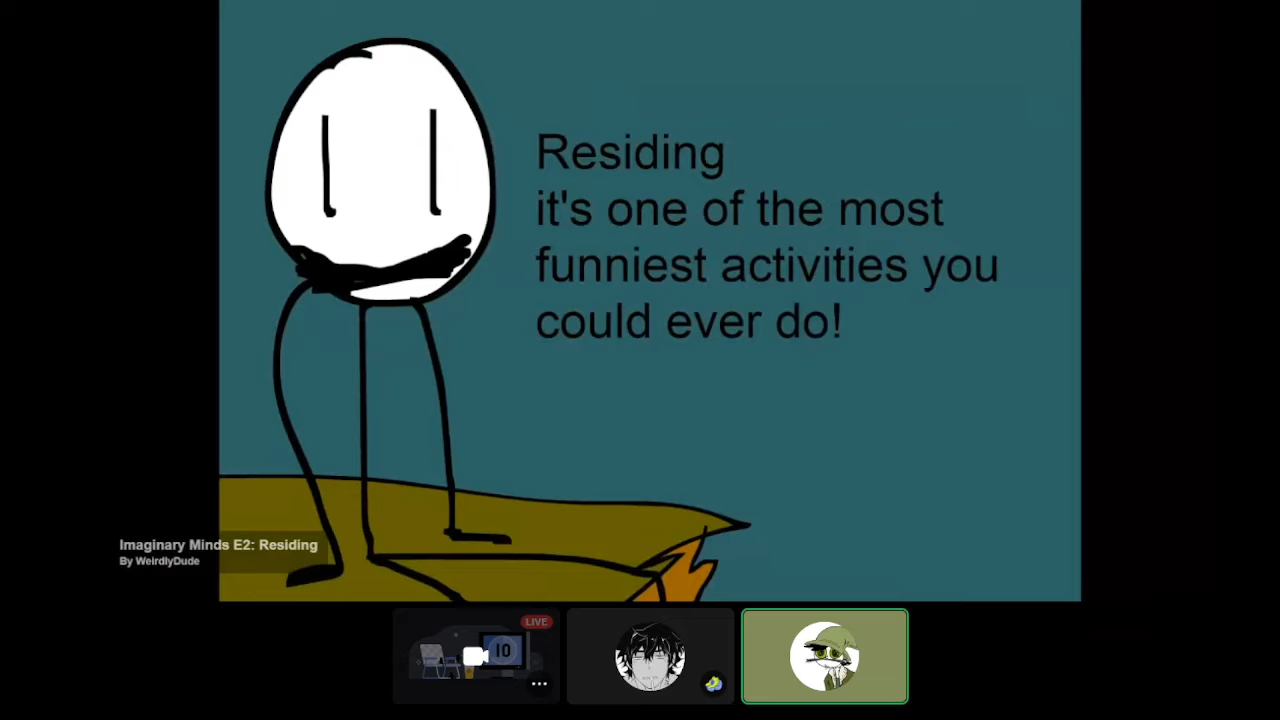 Residing
it's one of the most
funniest activities you
could ever do!
Imaginary Minds E2: Residing
By WeirdlyDude
LIVE
10